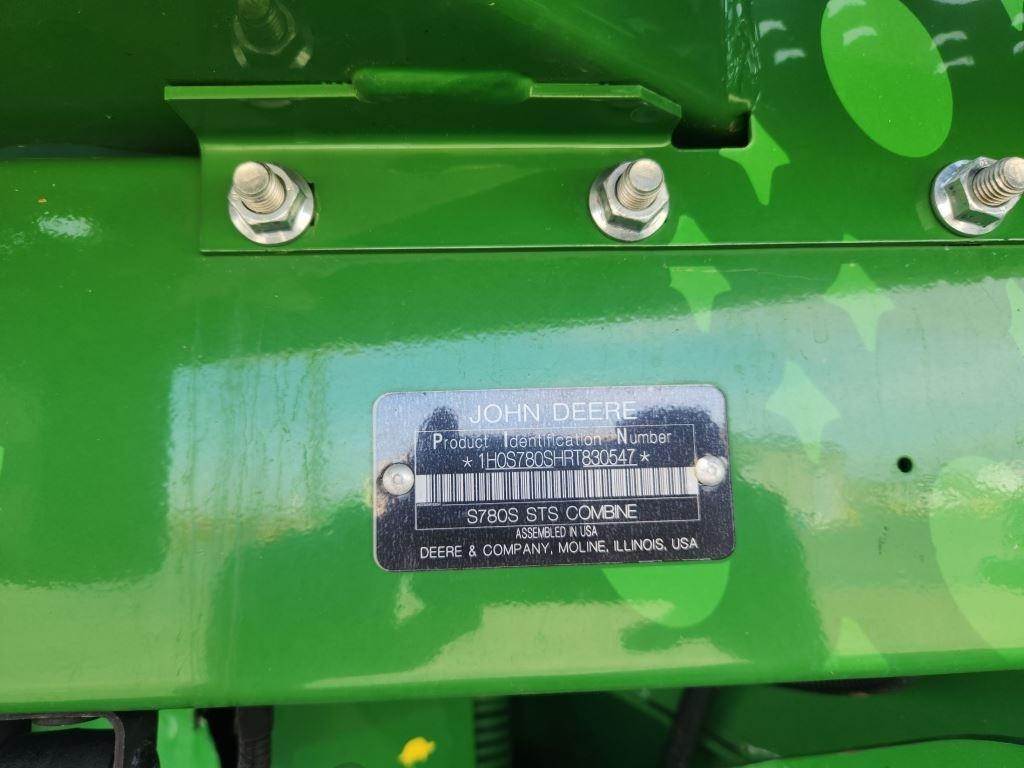 JOHN DEERE
Product Identification Number
*1H0S780SHRT830547*
S780S STS COMBINE
ASSEMBLED IN USA
DEERE & COMPANY, MOLINE, ILLINOIS, USA